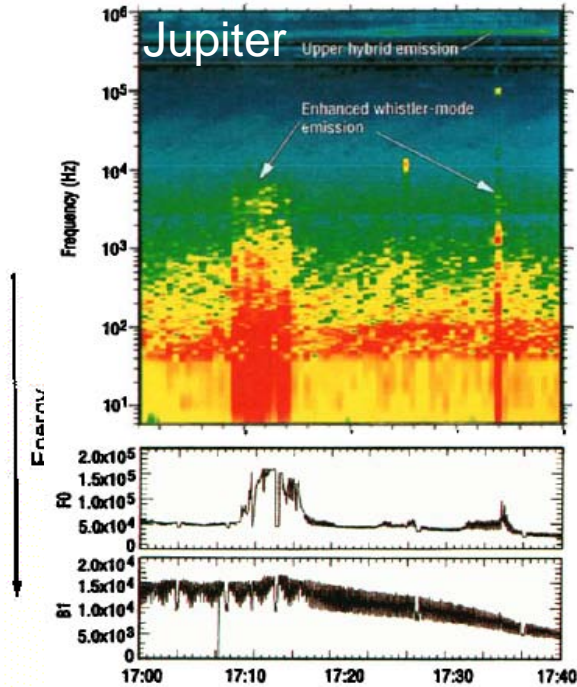 10⁶
Jupiter
Upper hybrid emission
10⁵
Enhanced whistler-mode
emission
10⁴
Frequency (Hz)
10³
10²
10¹
Energy
2.0x10⁵
1.5x10⁵
1.0x10⁵
5.0x10⁴
0
F0
2.0x10⁴
1.5x10⁴
1.0x10⁴
5.0x10³
0
B1
17:00 17:10 17:20 17:30 17:40